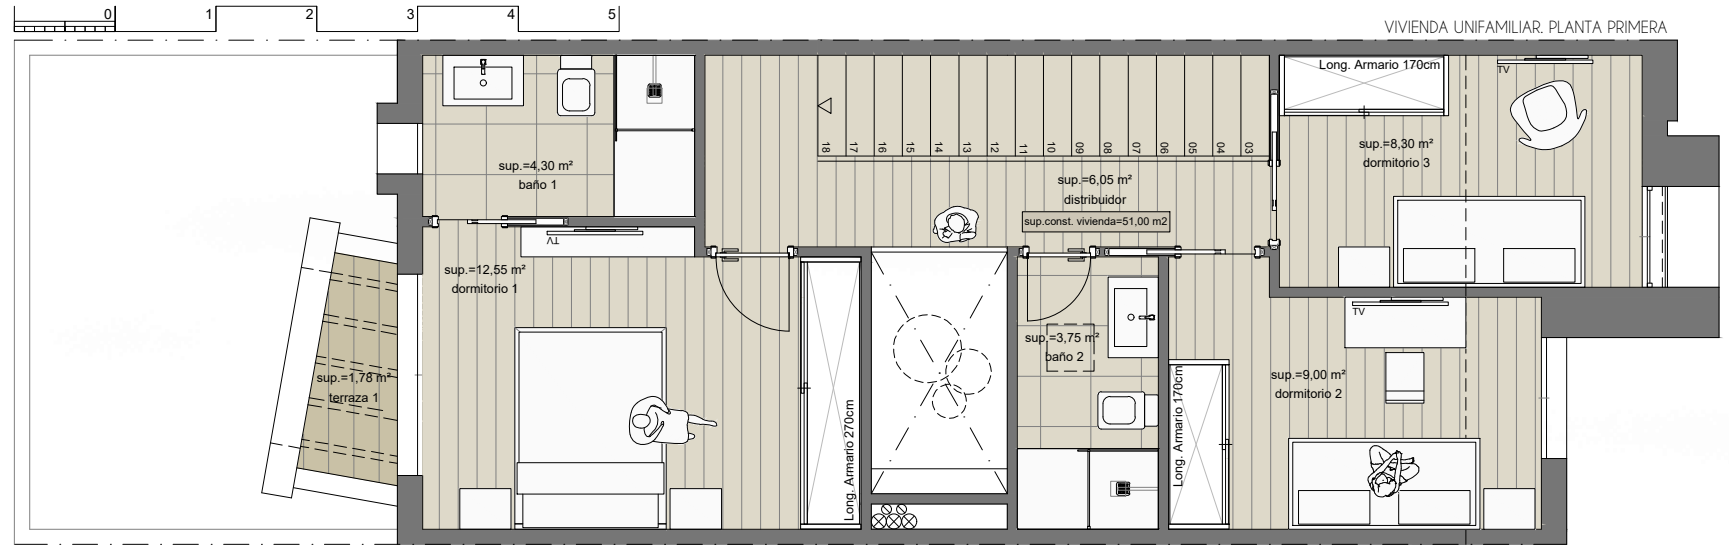 0 1 2 3 4 5
VIVIENDA UNIFAMILIAR. PLANTA PRIMERA
Long. Armario 170cm
TV
sup.=4,30 m²
baño 1
18 17 16 15 14 13 12 11 10 09 08 07 06 05 04 03
sup.=8,30 m²
dormitorio 3
sup.=6,05 m²
distribuidor
sup.const. vivienda=51,00 m2
TV
sup.=12,55 m²
dormitorio 1
TV
sup.=3,75 m²
baño 2
sup.=1,78 m²
terraza 1
sup.=9,00 m²
dormitorio 2
Long. Armario 270cm
Long. Armario 170cm